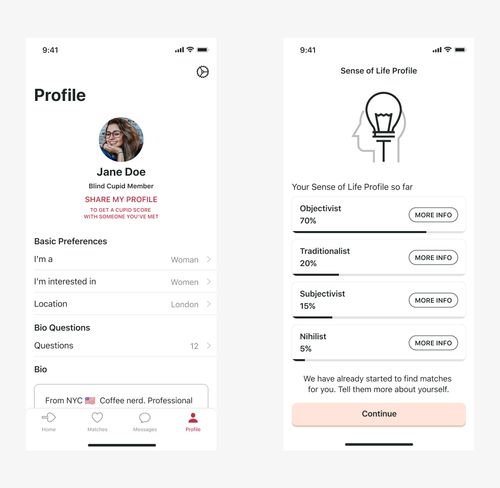 9:41
Profile
Jane Doe
Blind Cupid Member
SHARE MY PROFILE
TO GET A CUPID SCORE
WITH SOMEONE YOU'VE MET
Basic Preferences
I'm a Woman
I'm interested in Women
Location London
Bio Questions
Questions 12
Bio
From NYC 🇺🇸 Coffee nerd. Professional
Home Matches Messages Profile
9:41
Sense of Life Profile
Your Sense of Life Profile so far
Objectivist
70%
MORE INFO
Traditionalist
20%
MORE INFO
Subjectivist
15%
MORE INFO
Nihilist
5%
MORE INFO
We have already started to find matches
for you. Tell them more about yourself.
Continue